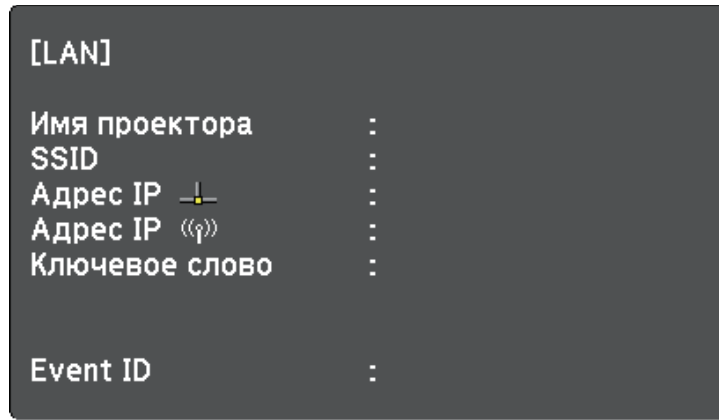 [LAN]
Имя проектора :
SSID :
Адрес IP :
Адрес IP :
Ключевое слово :
Event ID :